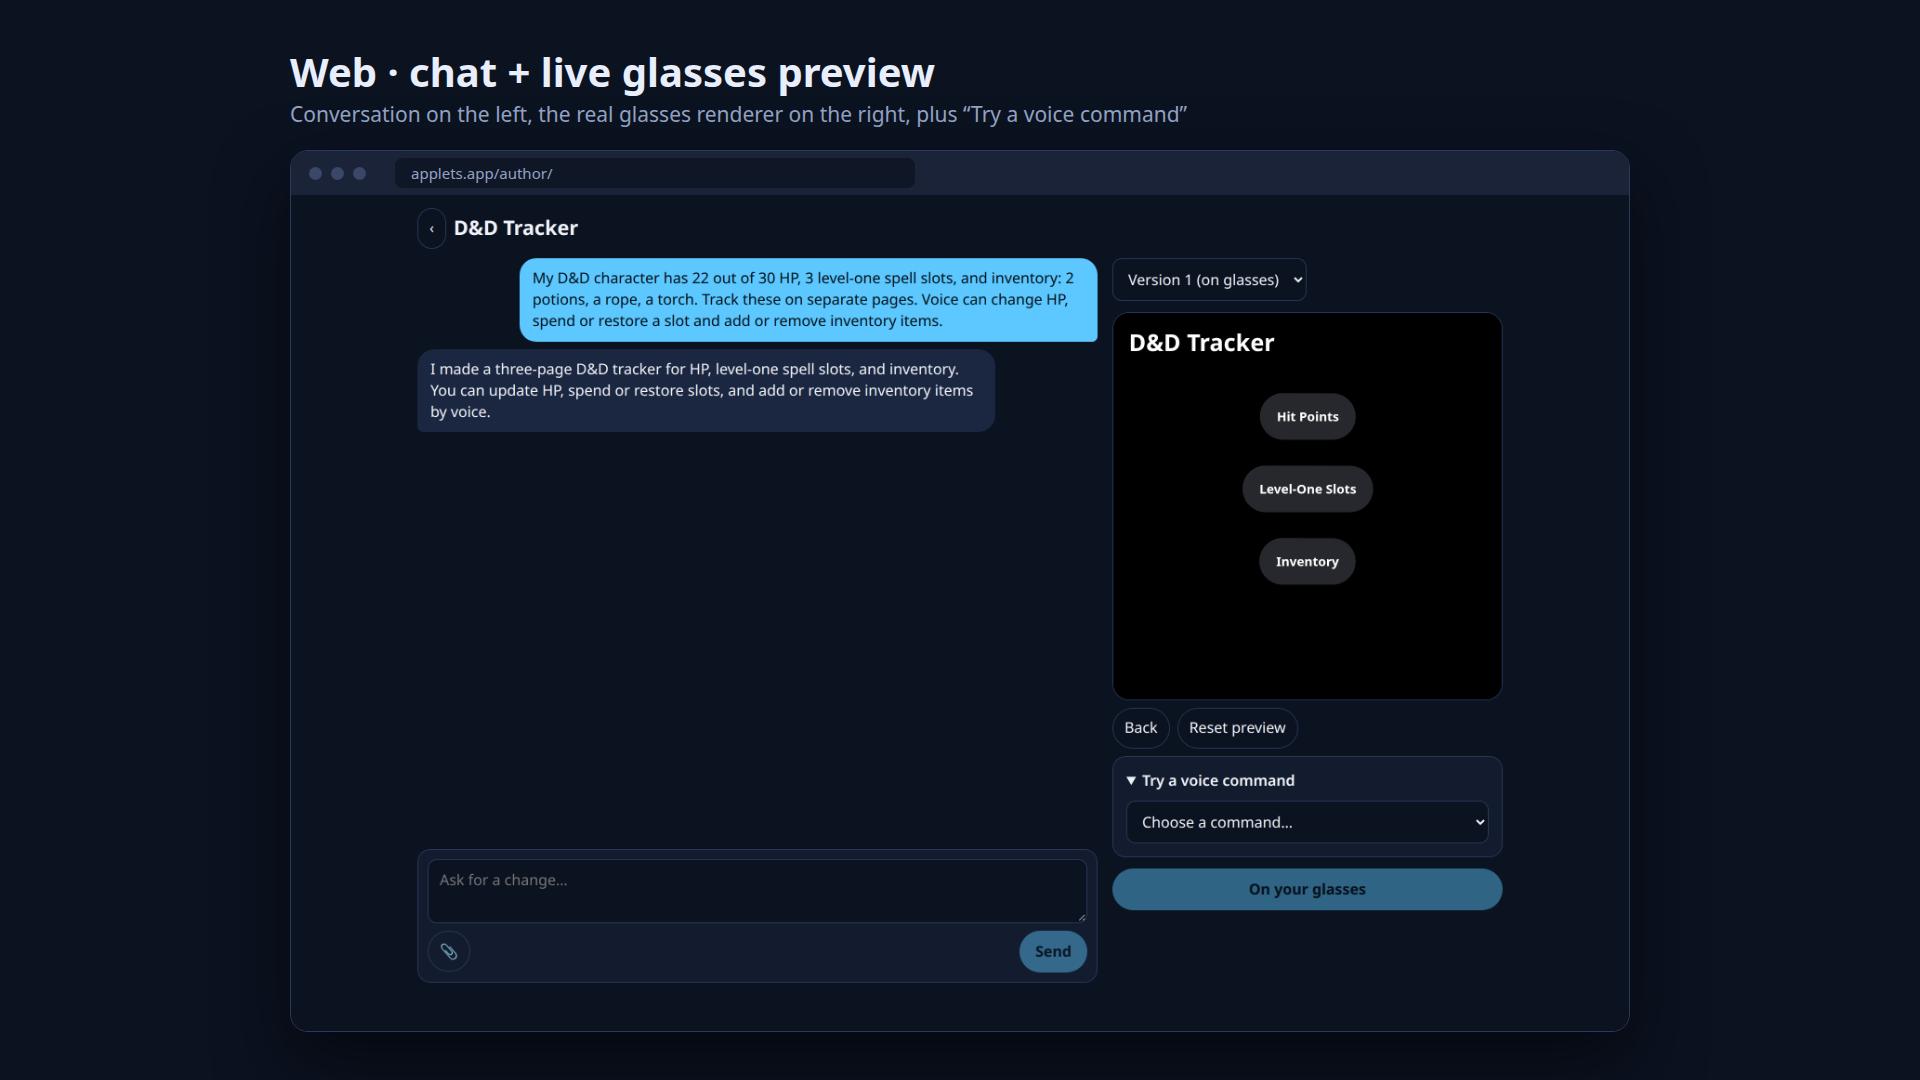 Web · chat + live glasses preview
Conversation on the left, the real glasses renderer on the right, plus “Try a voice command”
applets.app/author/
‹ D&D Tracker
My D&D character has 22 out of 30 HP, 3 level-one spell slots, and inventory: 2
potions, a rope, a torch. Track these on separate pages. Voice can change HP,
spend or restore a slot and add or remove inventory items.
I made a three-page D&D tracker for HP, level-one spell slots, and inventory.
You can update HP, spend or restore slots, and add or remove inventory items
by voice.
Ask for a change...
Send
Version 1 (on glasses)
D&D Tracker
Hit Points
Level-One Slots
Inventory
Back
Reset preview
▼ Try a voice command
Choose a command...
On your glasses